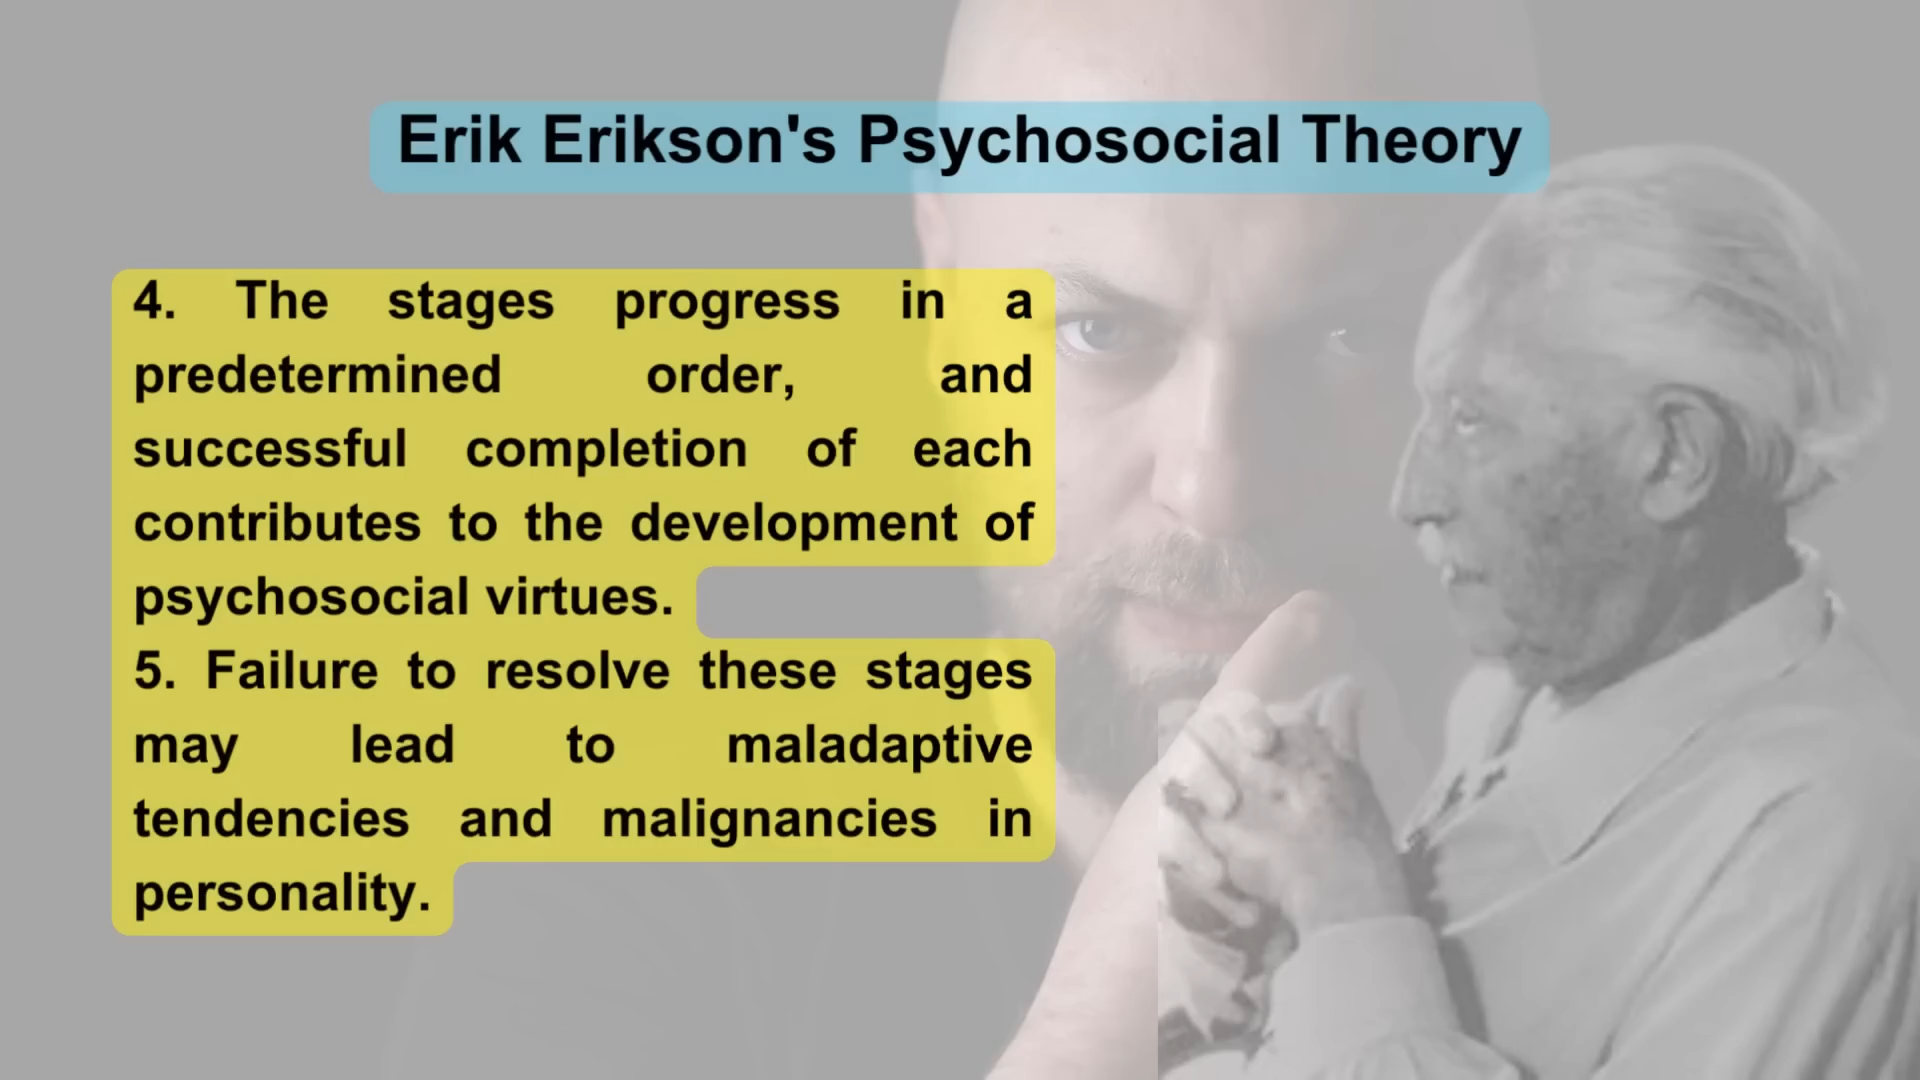 Erik Erikson's Psychosocial Theory
4. The stages progress in a
predetermined order, and
successful completion of each
contributes to the development of
psychosocial virtues.
5. Failure to resolve these stages
may lead to maladaptive
tendencies and malignancies in
personality.